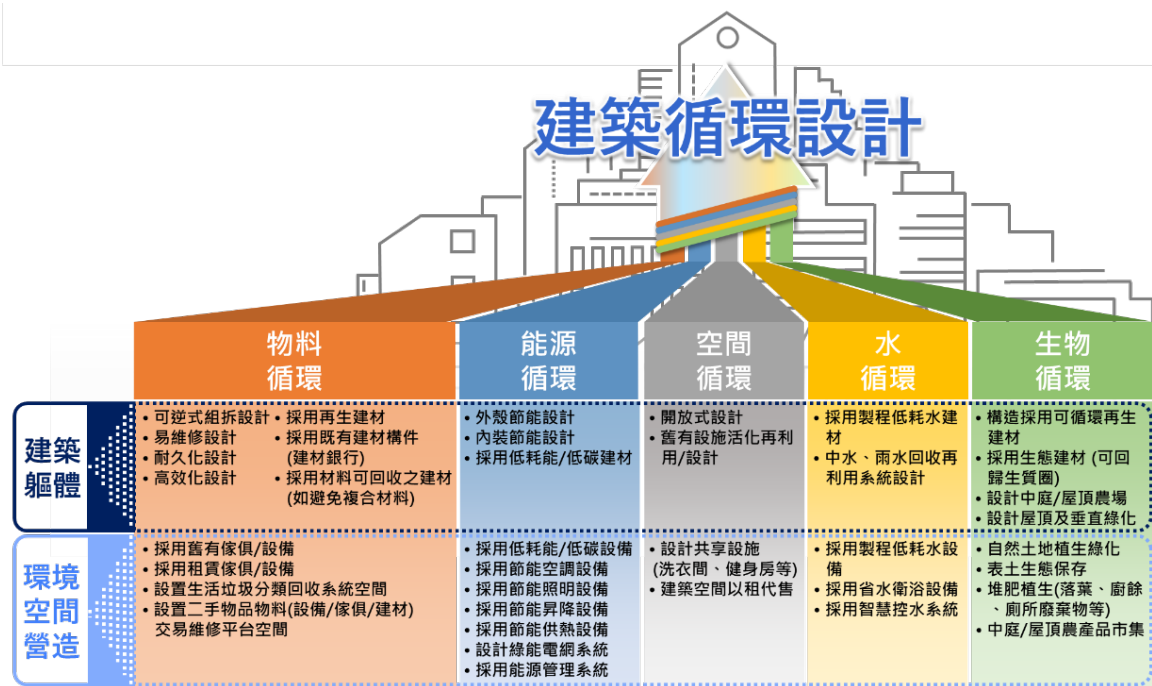 建築循環設計
物料
循環
能源
循環
空間
循環
水
循環
生物
循環
建築
軀體
• 可逆式組拆設計
• 易維修設計
• 耐久化設計
• 高效化設計
• 採用再生建材
• 採用既有建材構件
(建材銀行)
• 採用材料可回收之建材
(如避免複合材料)
• 外殼節能設計
• 內裝節能設計
• 採用低耗能/低碳建材
• 開放式設計
• 舊有設施活化再利
用/設計
• 採用製程低耗水建
材
• 中水、雨水回收再
利用系統設計
• 構造採用可循環再生
建材
• 採用生態建材 (可回
歸生質圈)
• 設計中庭/屋頂農場
• 設計屋頂及垂直綠化
環境
空間
營造
• 採用舊有傢俱/設備
• 採用租賃傢俱/設備
• 設置生活垃圾分類回收系統空間
• 設置二手物品物料(設備/傢俱/建材)
交易維修平台空間
• 採用低耗能/低碳設備
• 採用節能空調設備
• 採用節能照明設備
• 採用節能昇降設備
• 採用節能供熱設備
• 設計綠能電網系統
• 採用能源管理系統
• 設計共享設施
(洗衣間、健身房等)
• 建築空間以租代售
• 採用製程低耗水設
備
• 採用省水衛浴設備
• 採用智慧控水系統
• 自然土地植生綠化
• 表土生態保存
• 堆肥植生(落葉、廚餘
、廁所廢棄物等)
• 中庭/屋頂農產品市集